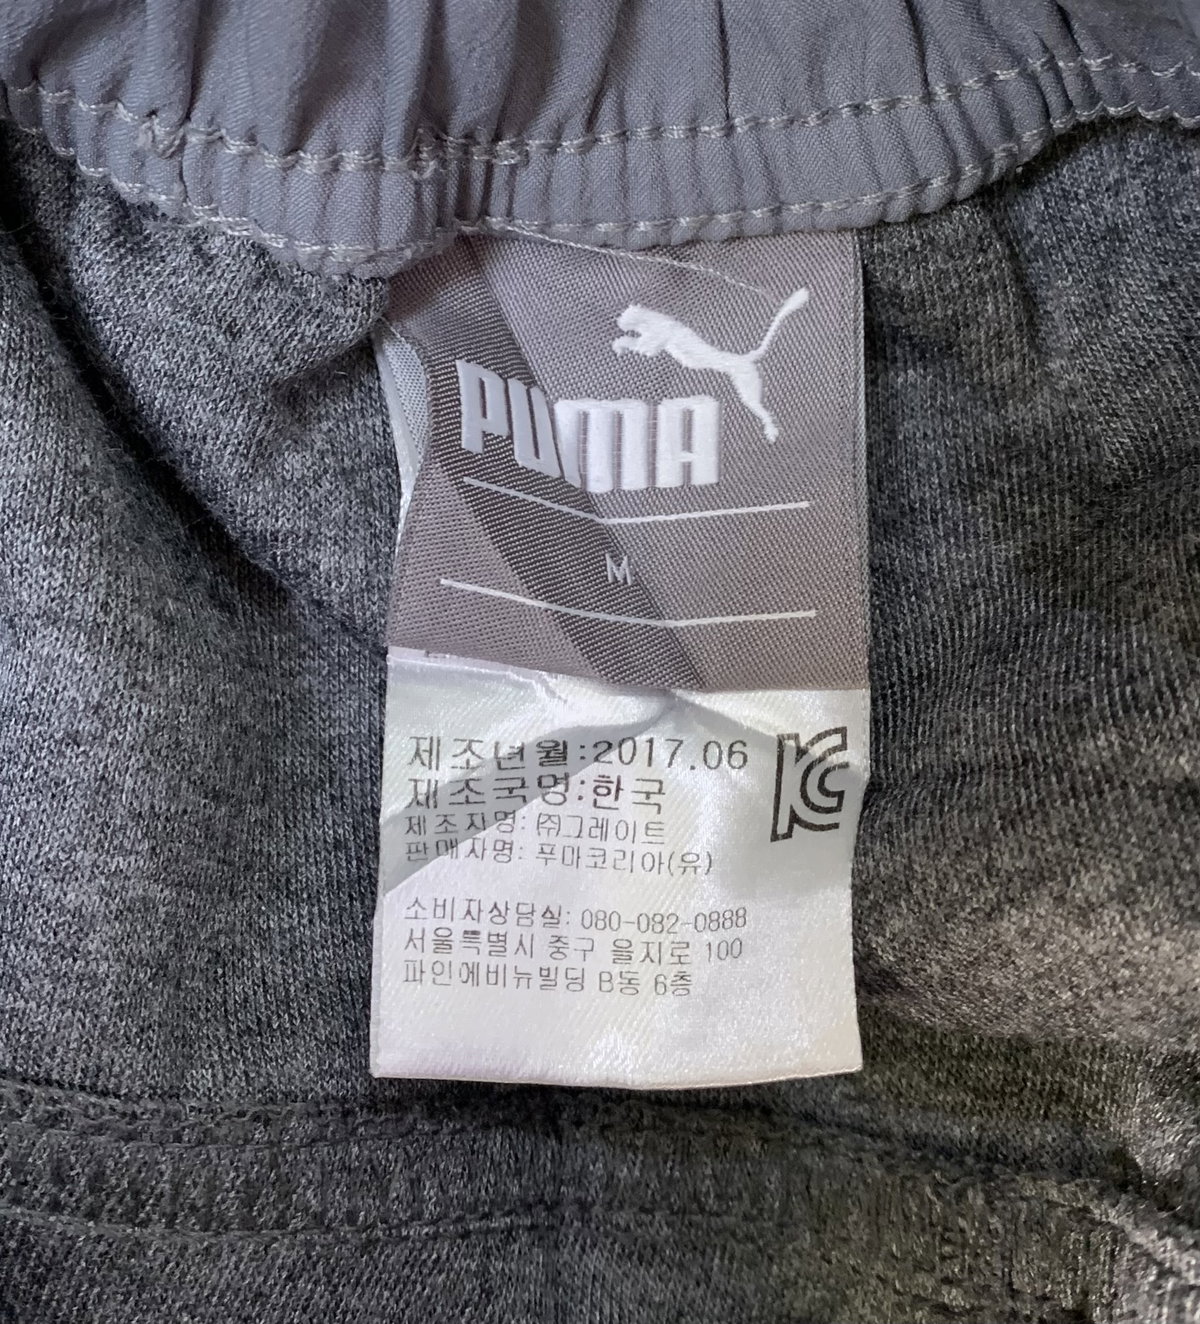 PUMA
M
제조년월:2017.06
제조국명:한국
제조자명: ㈜그레이트
판매자명: 푸마코리아(유)
KC
소비자상담실: 080-082-0888
서울특별시 중구 을지로 100
파인에비뉴빌딩 B동 6층